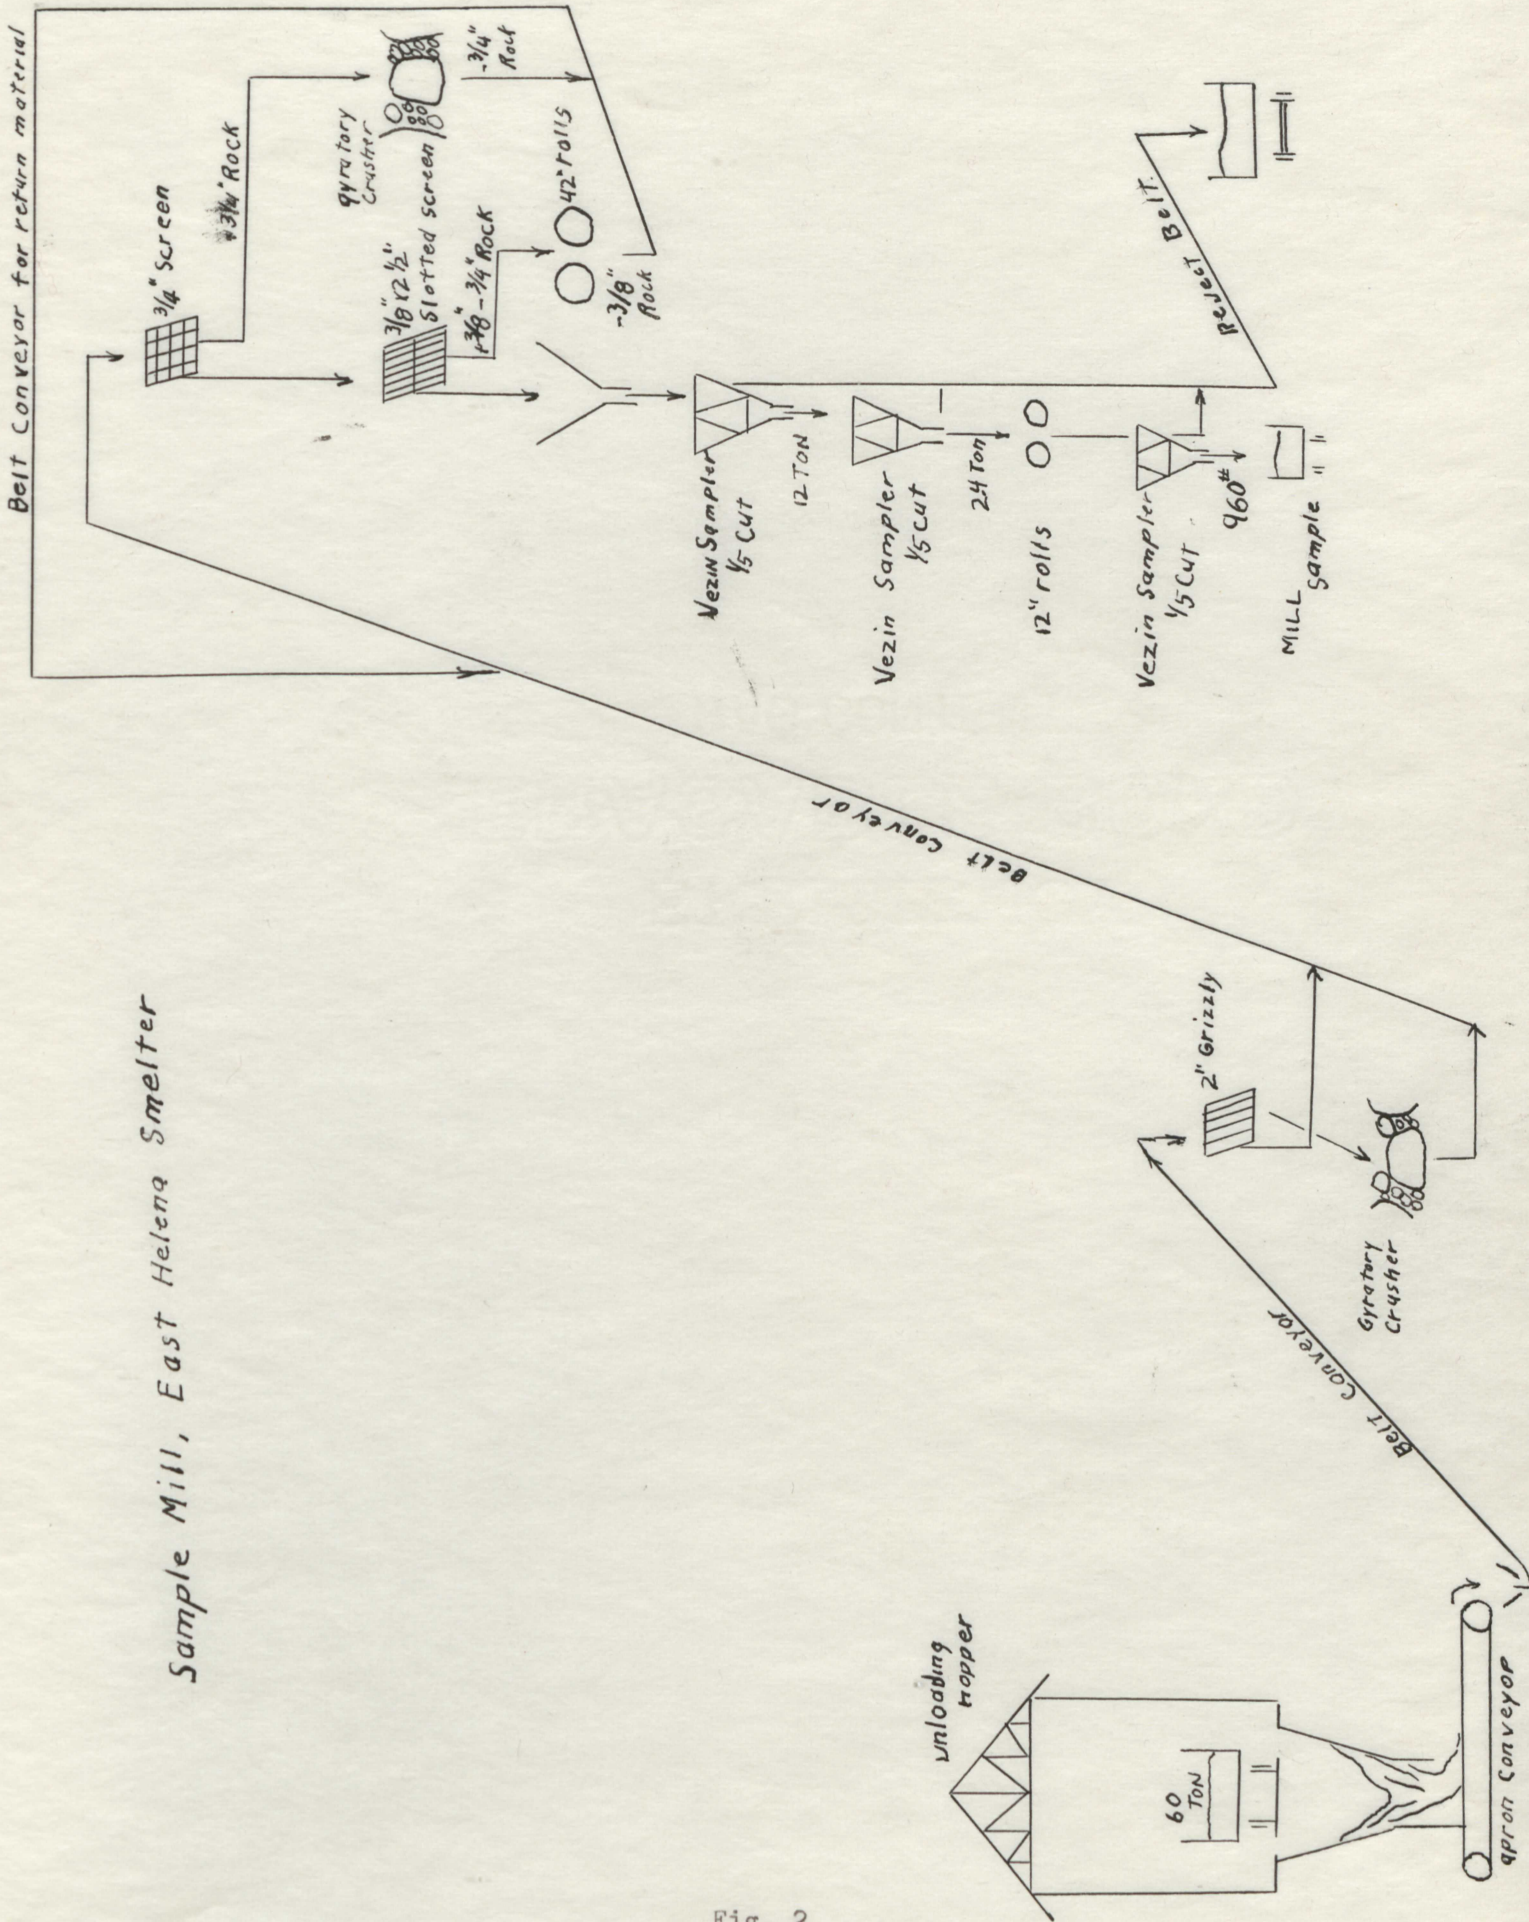 Sample Mill, East Helena Smelter
Belt Conveyor for return material
3/4" Screen
+3/4" Rock
gyratory
Crusher
-3/4"
Rock
3/8" x 2 1/2"
Slotted screen
+3/8 - 3/4" Rock
42" rolls
-3/8"
Rock
Vezin Sampler
1/5 Cut
12 TON
Vezin Sampler
1/5 Cut
2.4 Ton
12" rolls
Vezin Sampler
1/5 Cut
960#
MILL
Sample
Reject Belt.
Belt Conveyor
2" Grizzly
Gyratory
Crusher
Belt Conveyor
unloading
hopper
60
TON
apron Conveyor
Fig. 2